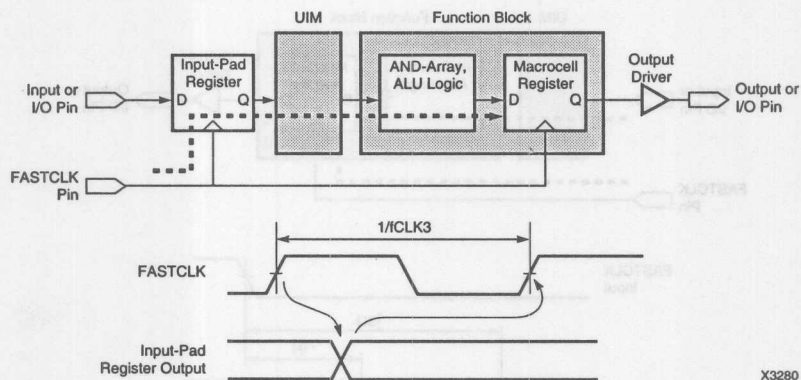 UIM
Function Block
Input-Pad
Register
AND-Array,
ALU Logic
Macrocell
Register
Output
Driver
Input or
I/O Pin
D
Q
D
Q
Output or
I/O Pin
FASTCLK
Pin
1/fCLK3
FASTCLK
Input-Pad
Register Output
X3280